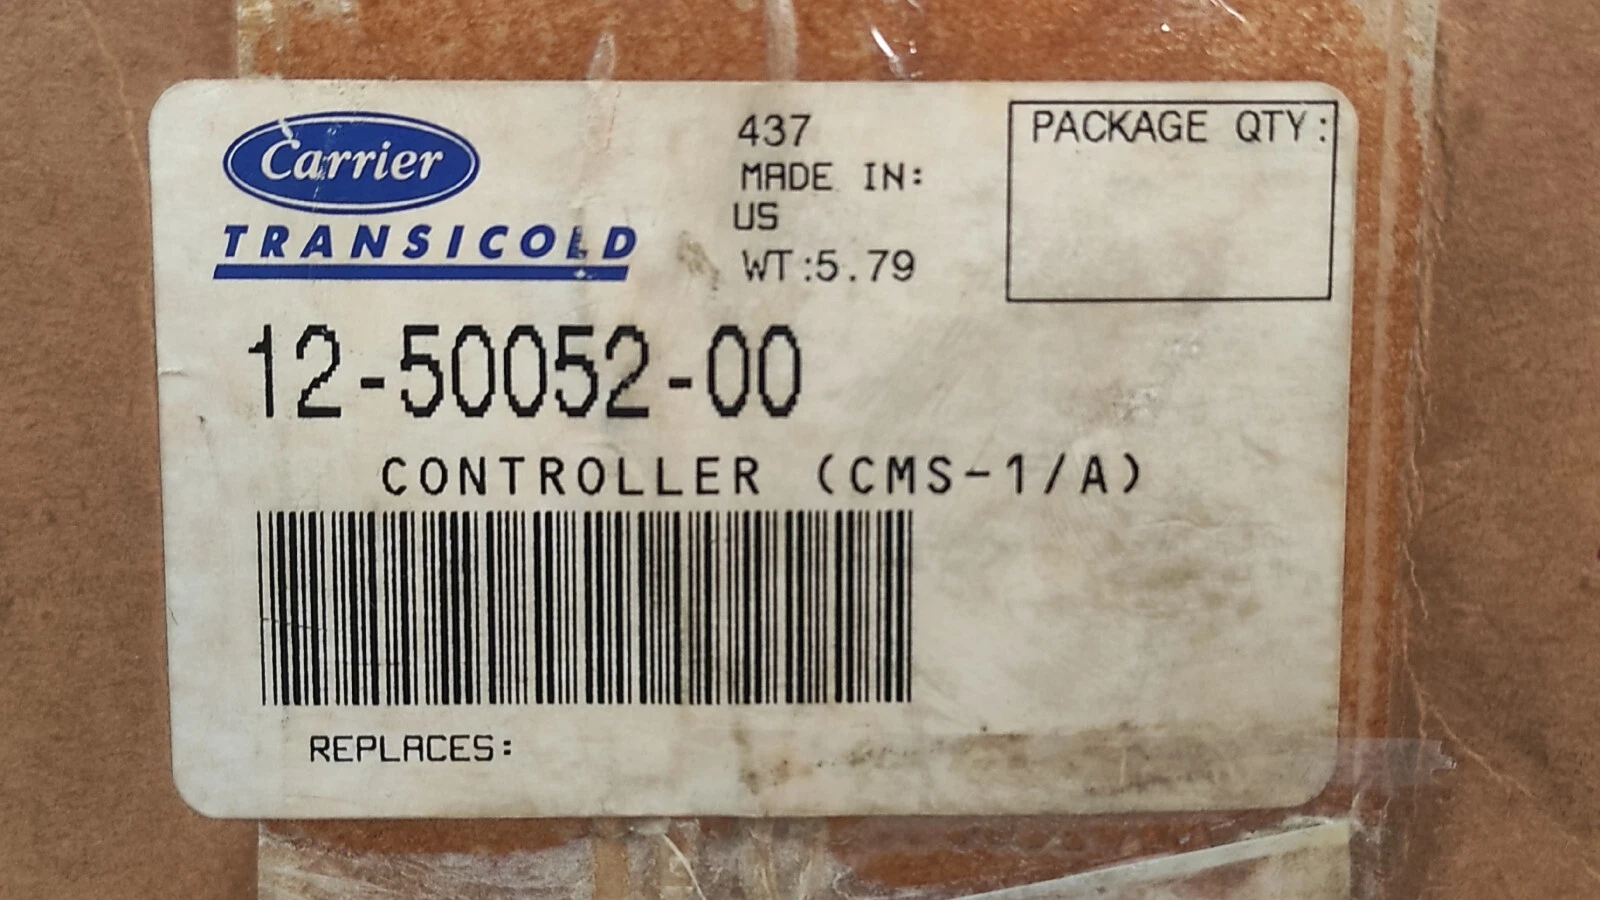 Carrier
TRANSICOLD
437
MADE IN:
US
WT:5.79
PACKAGE QTY:
12-50052-00
CONTROLLER (CMS-1/A)
REPLACES: